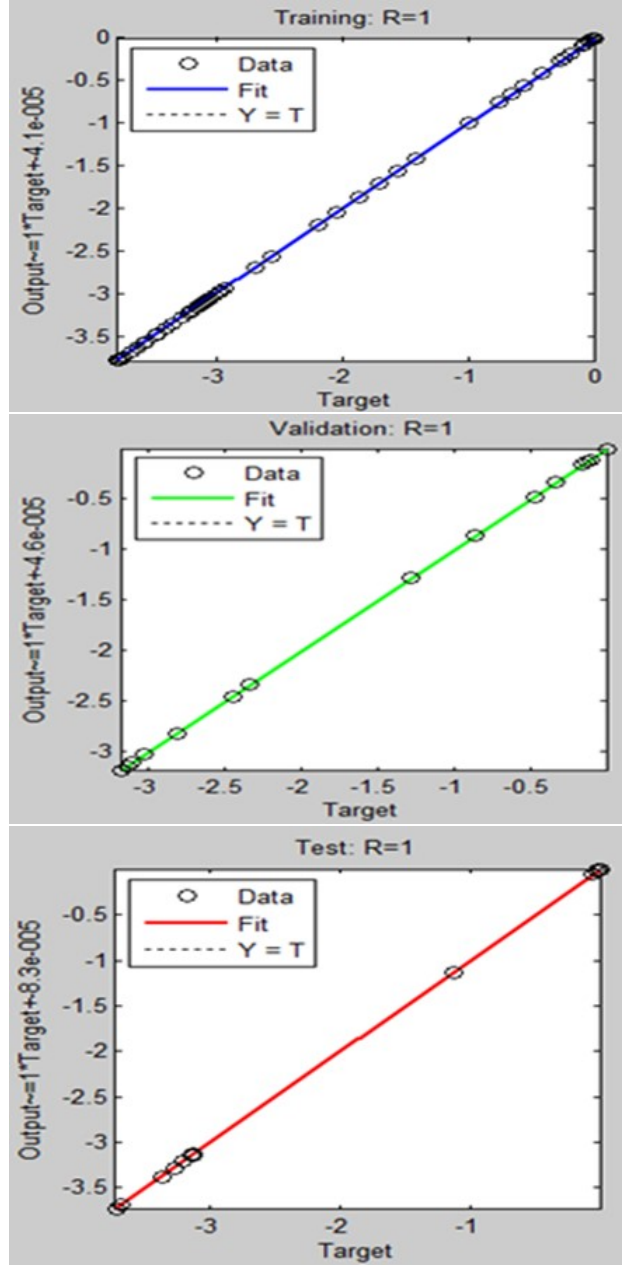 Training: R=1
Output~=1*Target+-4.1e-005
Data
Fit
Y = T
0
-0.5
-1
-1.5
-2
-2.5
-3
-3.5
-3
-2
-1
0
Target
Validation: R=1
Output~=1*Target+-4.6e-005
Data
Fit
Y = T
-0.5
-1
-1.5
-2
-2.5
-3
-3
-2.5
-2
-1.5
-1
-0.5
Target
Test: R=1
Output~=1*Target+-8.3e-005
Data
Fit
Y = T
-0.5
-1
-1.5
-2
-2.5
-3
-3.5
-3
-2
-1
Target